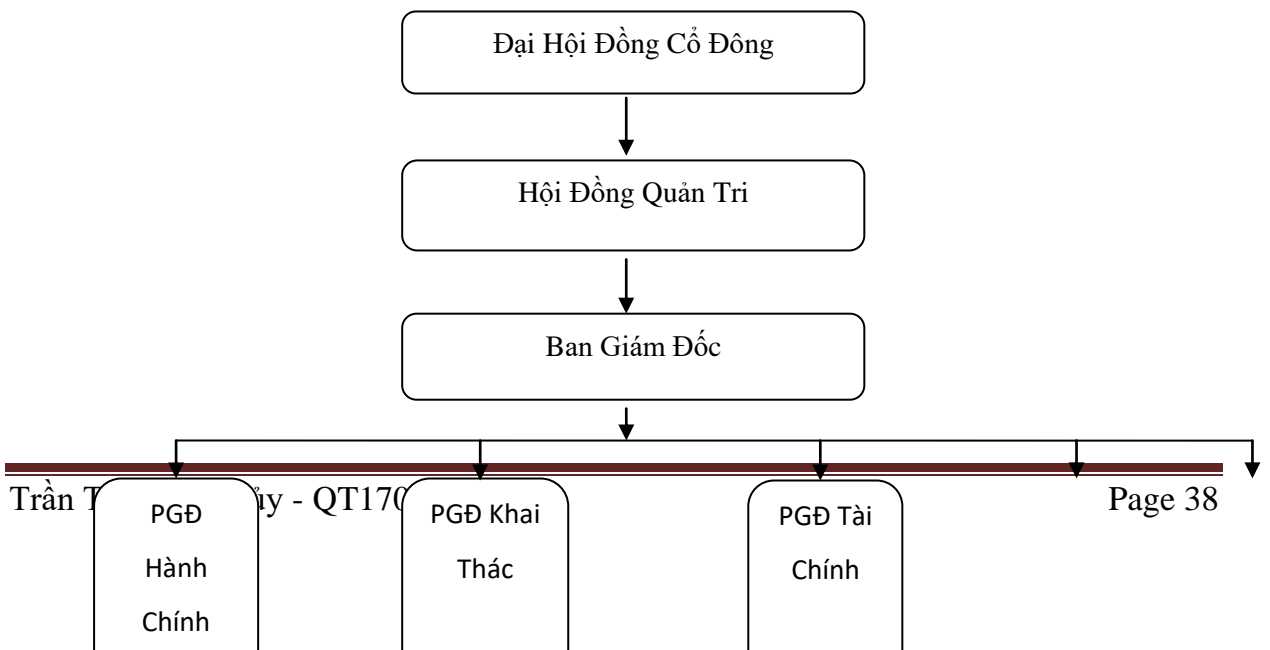 Đại Hội Đồng Cổ Đông
Hội Đồng Quản Tri
Ban Giám Đốc
Trần - Page 38
PGĐ
Hành
Chính
PGĐ Khai
Thác
PGĐ Tài
Chính